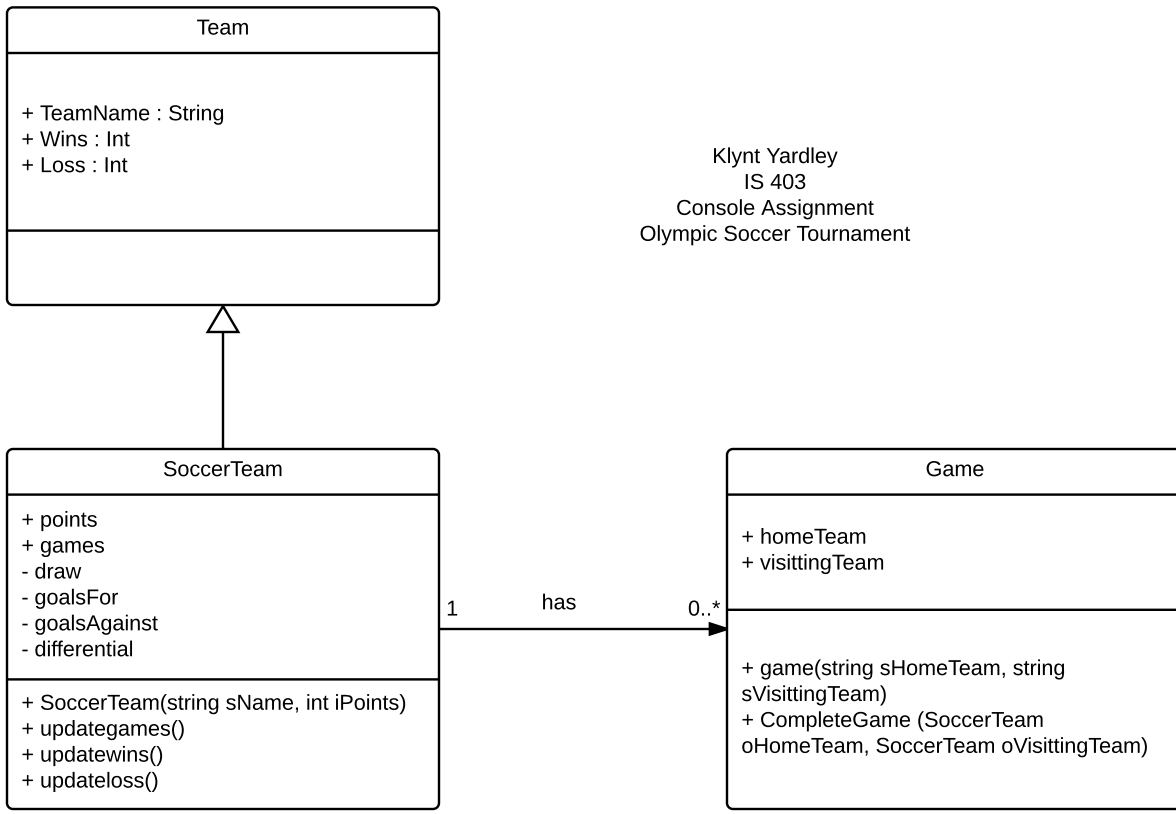 Team
+ TeamName : String
+ Wins : Int
+ Loss : Int
Klynt Yardley
IS 403
Console Assignment
Olympic Soccer Tournament
SoccerTeam
+ points
+ games
- draw
- goalsFor
- goalsAgainst
- differential
+ SoccerTeam(string sName, int iPoints)
+ updategames()
+ updatewins()
+ updateloss()
1
has
0..*
Game
+ homeTeam
+ visittingTeam
+ game(string sHomeTeam, string
sVisittingTeam)
+ CompleteGame (SoccerTeam
oHomeTeam, SoccerTeam oVisittingTeam)